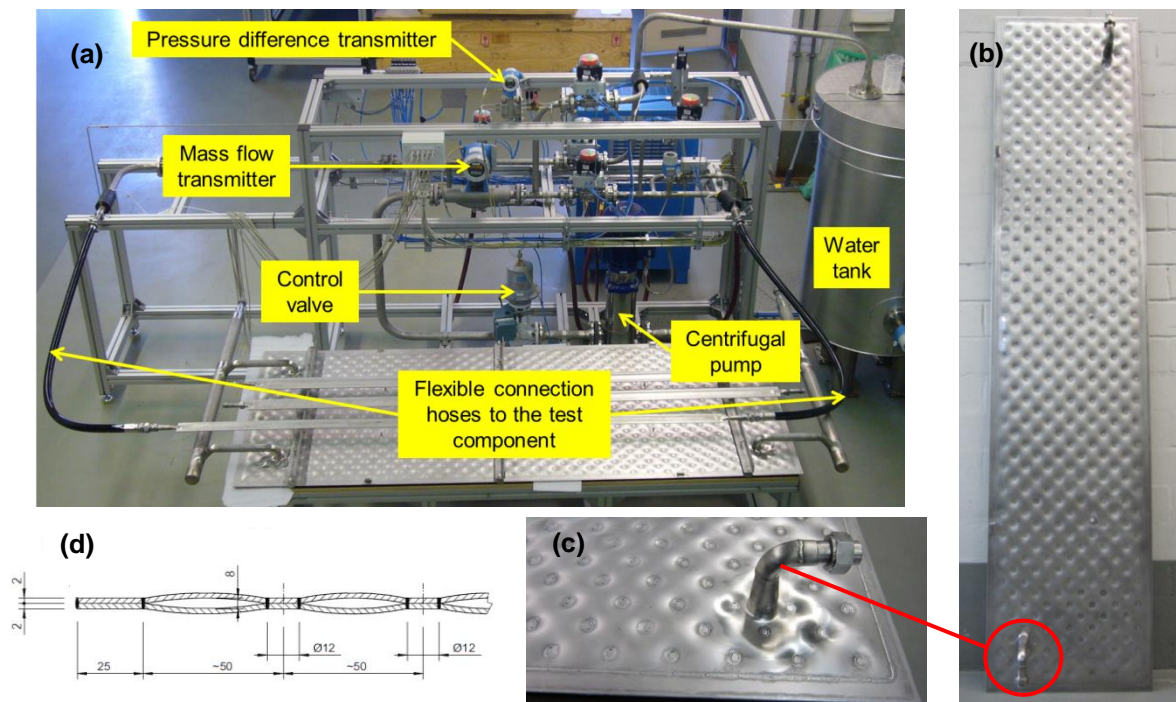 (a)
Pressure difference transmitter
Mass flow
transmitter
Control
valve
Water
tank
Centrifugal
pump
Flexible connection
hoses to the test
component
(b)
(d)
2
2
8
Ø12
Ø12
25
~50
~50
(c)